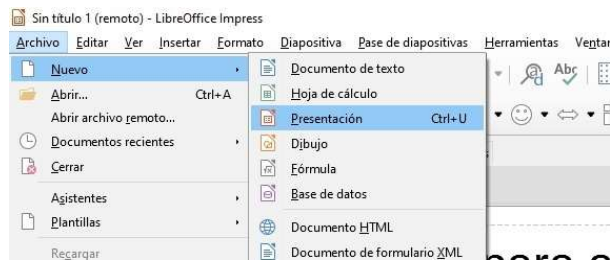 Sin título 1 (remoto) - LibreOffice Impress
Archivo Editar Ver Insertar Formato Diapositiva Pase de diapositivas Herramientas Ventan
Nuevo
Abrir... Ctrl+A
Abrir archivo remoto...
Documentos recientes
Cerrar
Asistentes
Plantillas
Recargar
Documento de texto
Hoja de cálculo
Presentación Ctrl+U
Dibujo
Fórmula
Base de datos
Documento HTML
Documento de formulario XML
Abc